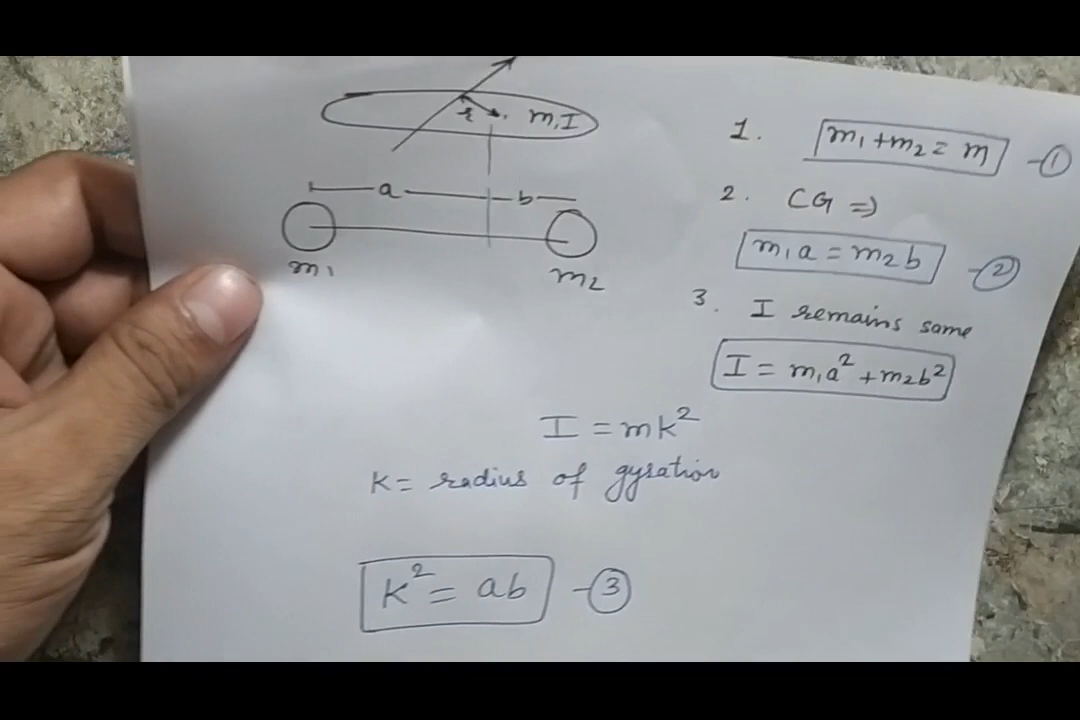 r m, I
a b
m1 m2
1. m1 + m2 = m -①
2. CG ⇒
m1a = m2b -②
3. I remains same
I = m1a² + m2b²
I = mk²
K = radius of gyration
K² = ab -③